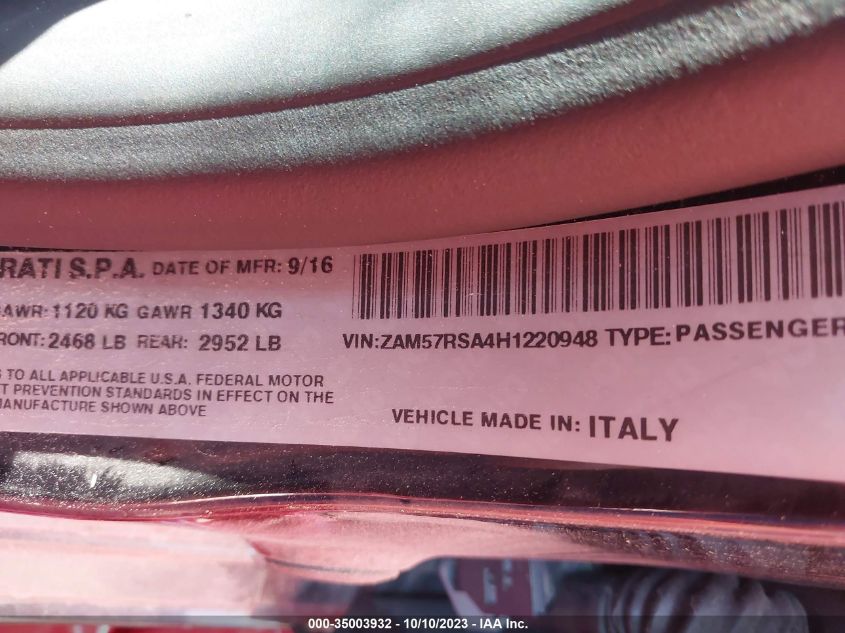 RATI S.P.A. DATE OF MFR: 9/16
AWR: 1120 KG GAWR 1340 KG
RONT: 2468 LB REAR: 2952 LB
VIN:ZAM57RSA4H1220948 TYPE:PASSENGER
TO ALL APPLICABLE U.S.A. FEDERAL MOTOR
T PREVENTION STANDARDS IN EFFECT ON THE
MANUFACTURE SHOWN ABOVE
VEHICLE MADE IN: ITALY
000-35003932 - 10/10/2023 - IAA Inc.